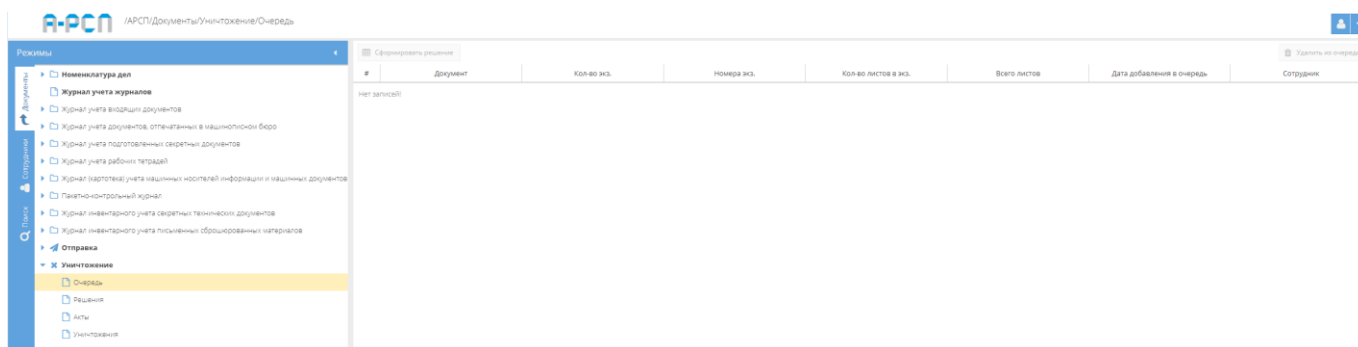 А-РСП /АРСП/Документы/Уничтожение/Очередь
Режимы
Документы
Сотрудники
Поиск
Номенклатура дел
Журнал учета журналов
Журнал учета входящих документов
Журнал учета документов, отпечатанных в машинописном бюро
Журнал учета подготовленных секретных документов
Журнал учета рабочих тетрадей
Журнал (картотека) учета машинных носителей информации и машинных документов
Пакетно-контрольный журнал
Журнал инвентарного учета секретных технических документов
Журнал инвентарного учета письменных сброшюрованных материалов
Отправка
Уничтожение
Очередь
Решения
Акты
Уничтожения
Сформировать решение Удалить из очереди
# Документ Кол-во экз. Номера экз. Кол-во листов в экз. Всего листов Дата добавления в очередь Сотрудник
Нет записей!